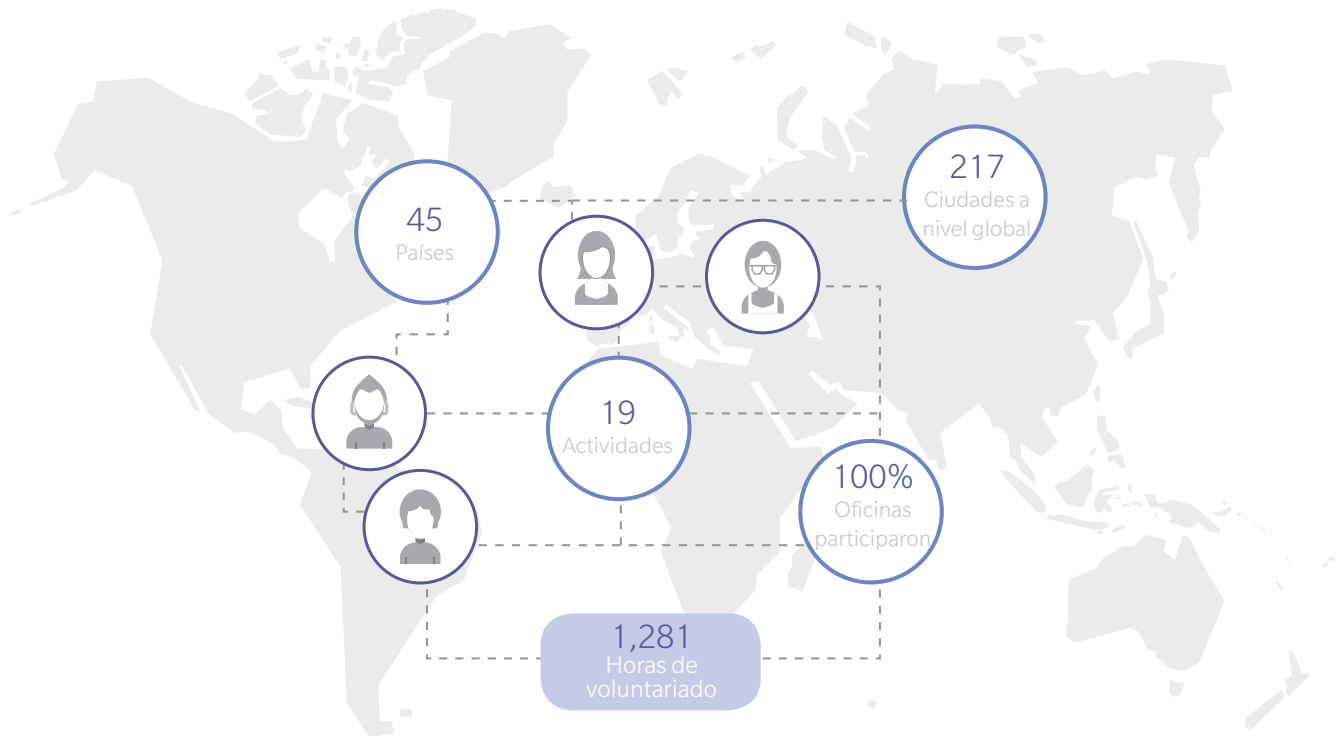 217
Ciudades a
nivel global
45
Países
19
Actividades
100%
Oficinas
participaron
1,281
Horas de
voluntariado